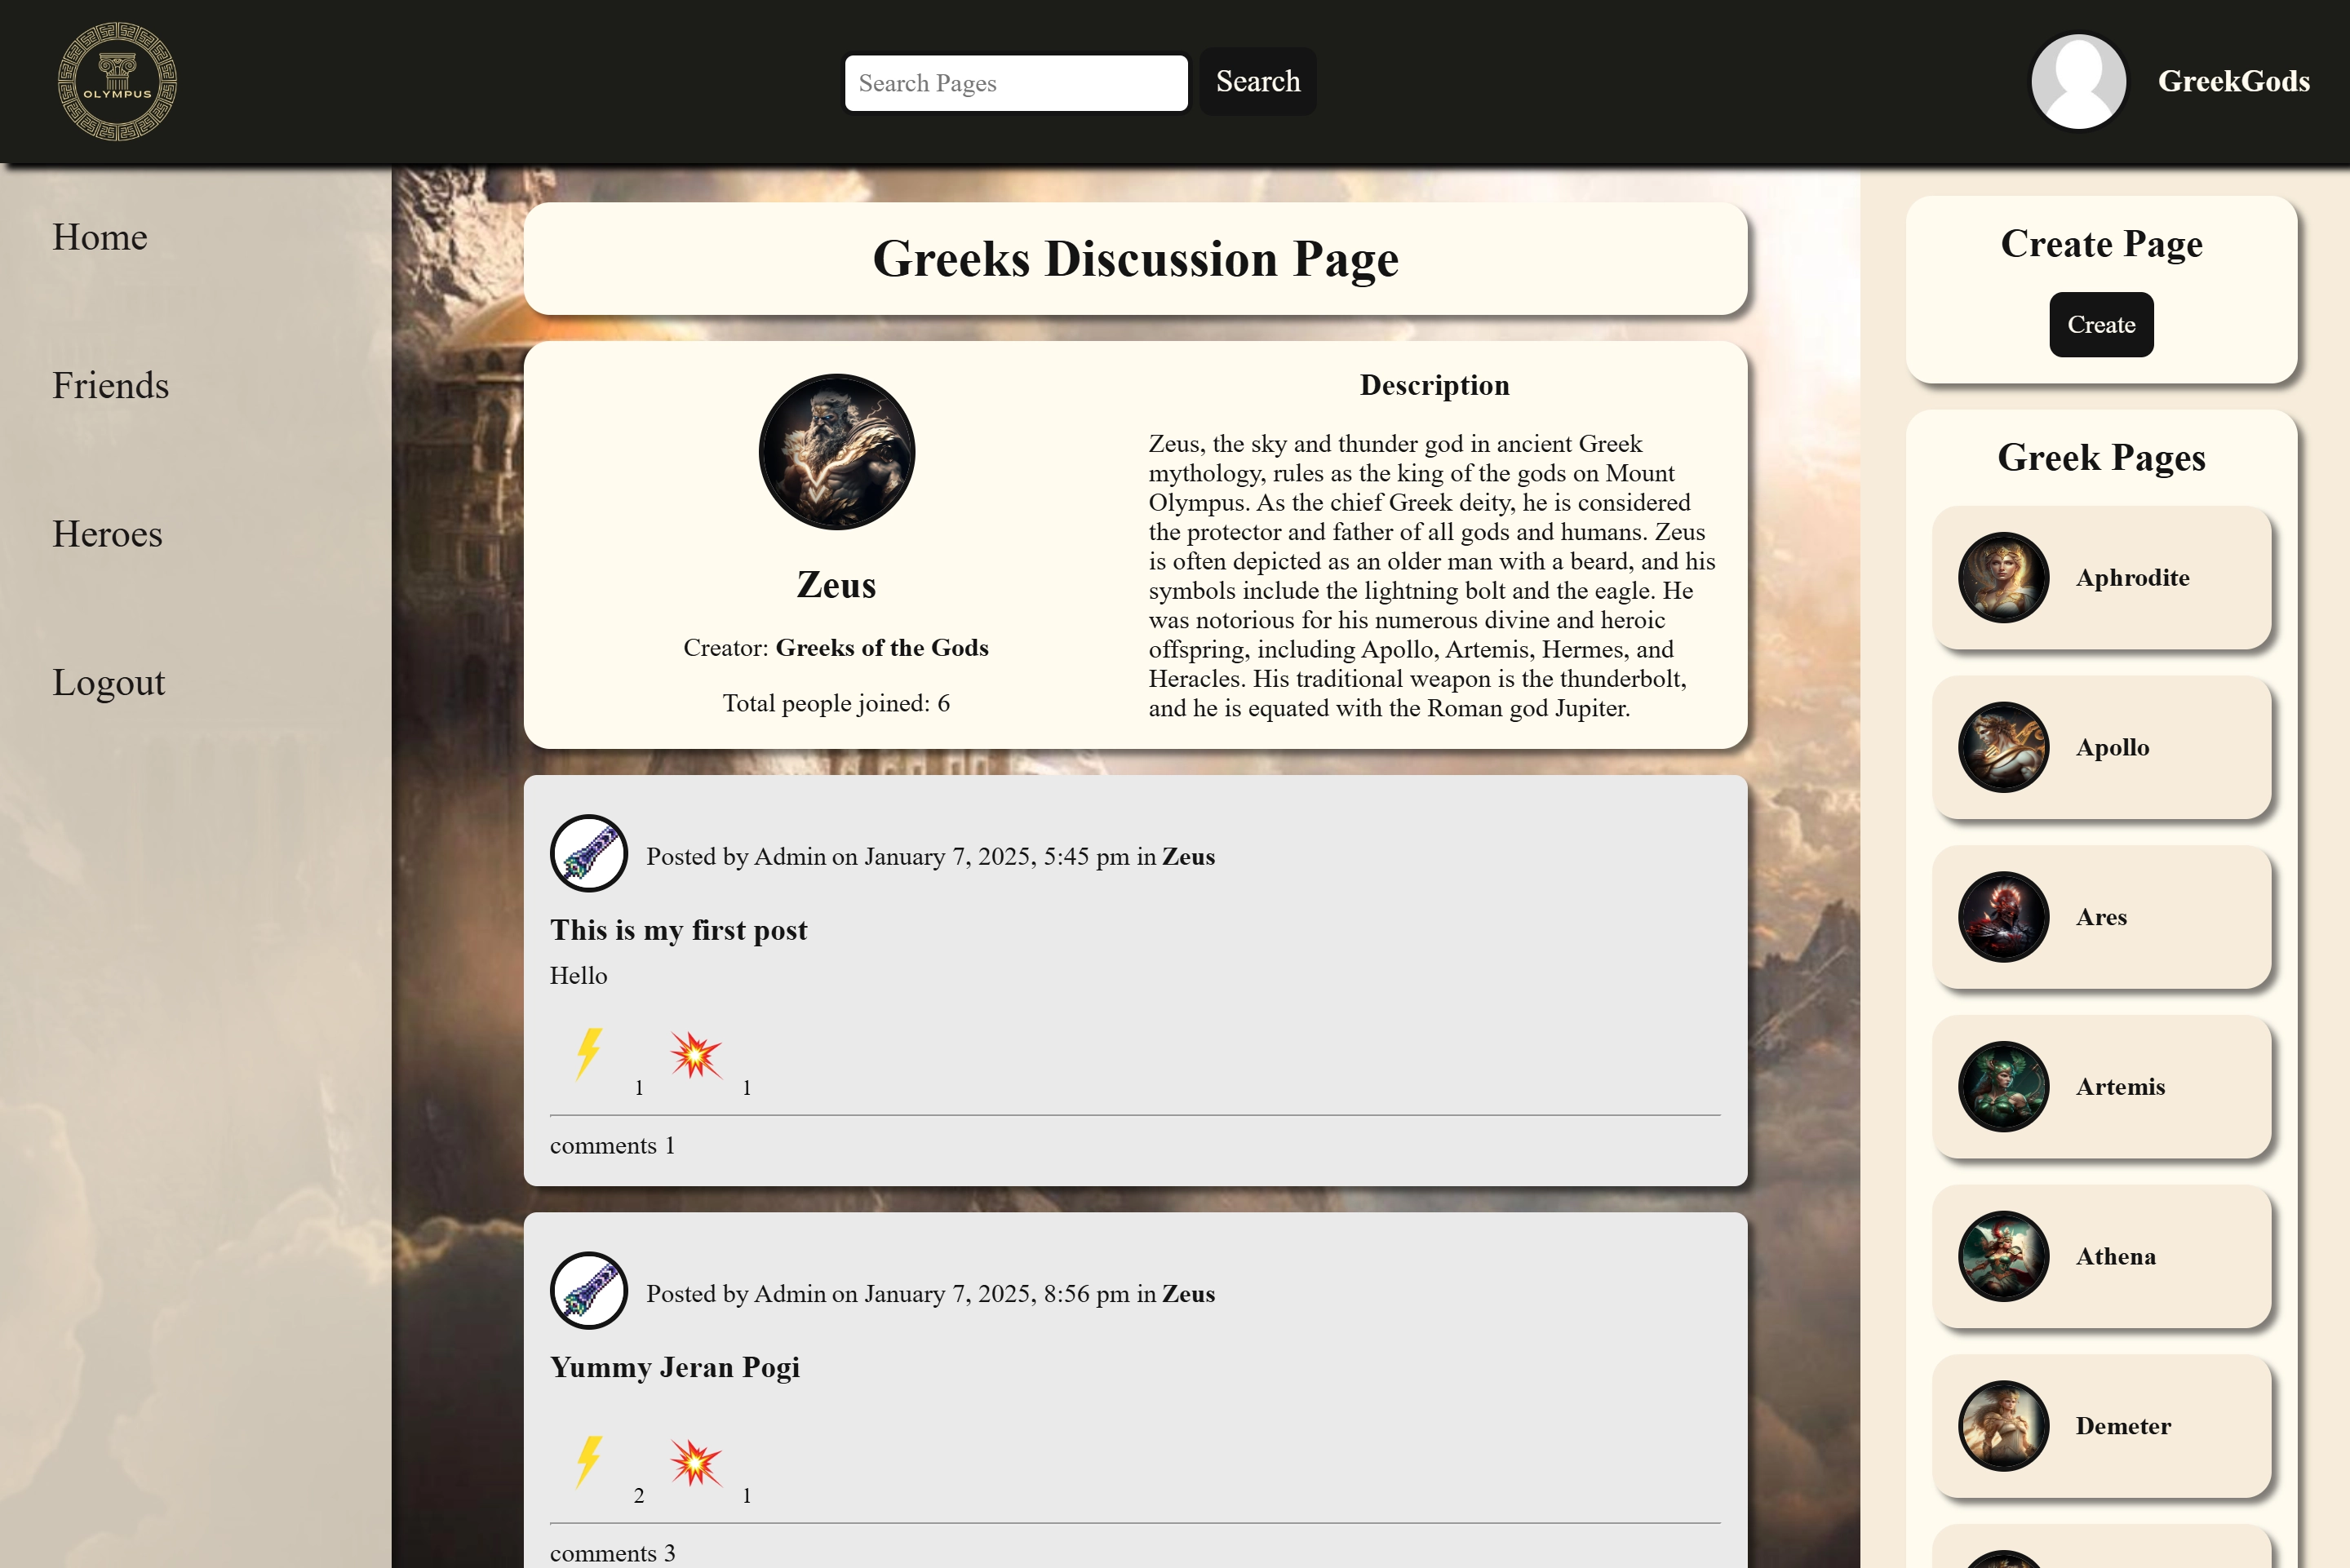 OLYMPUS
Search Pages
Search
GreekGods
Home
Friends
Heroes
Logout
Greeks Discussion Page
Zeus
Creator: Greeks of the Gods
Total people joined: 6
Description
Zeus, the sky and thunder god in ancient Greek
mythology, rules as the king of the gods on Mount
Olympus. As the chief Greek deity, he is considered
the protector and father of all gods and humans. Zeus
is often depicted as an older man with a beard, and his
symbols include the lightning bolt and the eagle. He
was notorious for his numerous divine and heroic
offspring, including Apollo, Artemis, Hermes, and
Heracles. His traditional weapon is the thunderbolt,
and he is equated with the Roman god Jupiter.
Posted by Admin on January 7, 2025, 5:45 pm in Zeus
This is my first post
Hello
1 1
comments 1
Posted by Admin on January 7, 2025, 8:56 pm in Zeus
Yummy Jeran Pogi
2 1
comments 3
Create Page
Create
Greek Pages
Aphrodite
Apollo
Ares
Artemis
Athena
Demeter